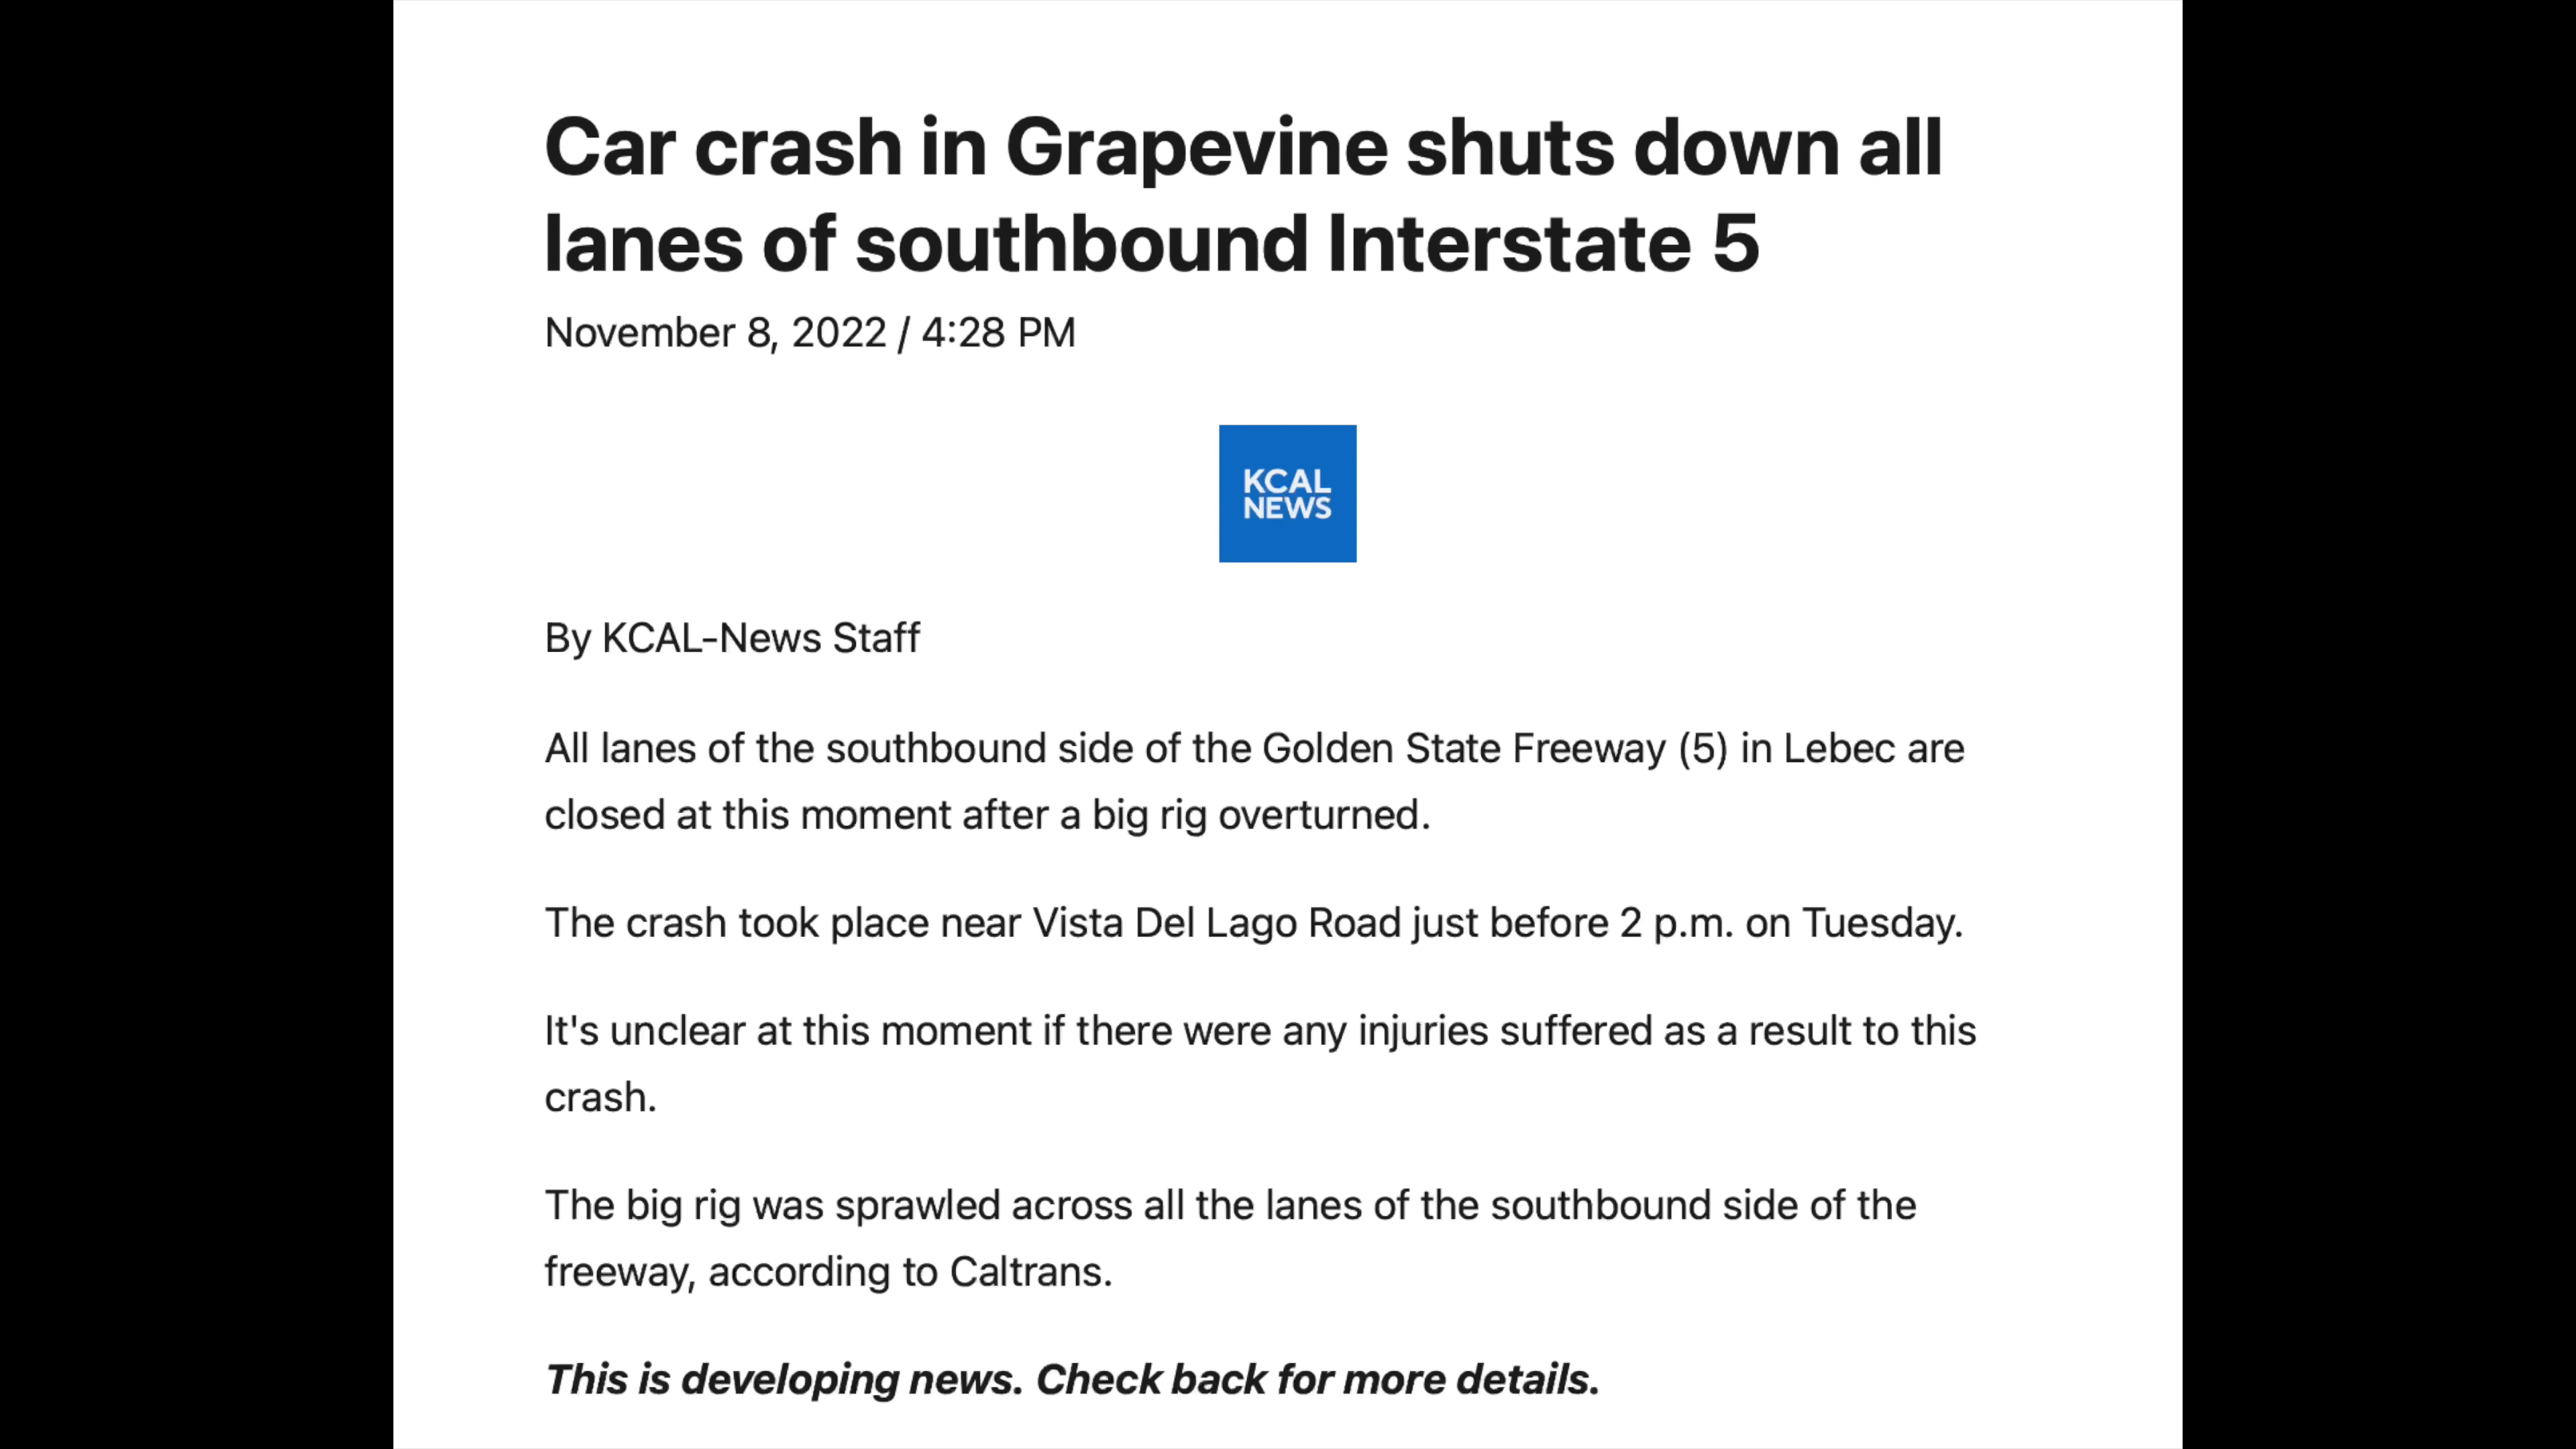 Car crash in Grapevine shuts down all
lanes of southbound Interstate 5
November 8, 2022 / 4:28 PM
KCAL
NEWS
By KCAL-News Staff
All lanes of the southbound side of the Golden State Freeway (5) in Lebec are
closed at this moment after a big rig overturned.
The crash took place near Vista Del Lago Road just before 2 p.m. on Tuesday.
It's unclear at this moment if there were any injuries suffered as a result to this
crash.
The big rig was sprawled across all the lanes of the southbound side of the
freeway, according to Caltrans.
This is developing news. Check back for more details.